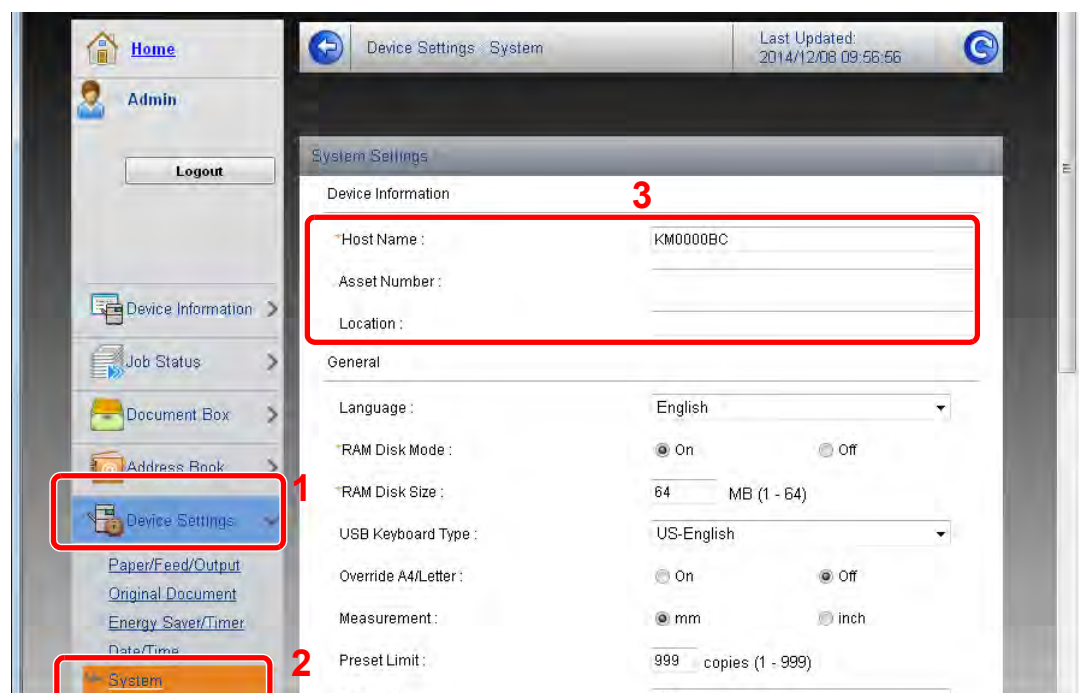 Home
Admin
Logout
Device Information
Job Status
Document Box
Address Book
1
Device Settings
Paper/Feed/Output
Original Document
Energy Saver/Timer
Date/Time
2
System
Device Settings System
Last Updated:
2014/12/08 09:56:56
System Settings
Device Information
3
*Host Name : KM0000BC
Asset Number :
Location :
General
Language : English
*RAM Disk Mode : On Off
*RAM Disk Size : 64 MB (1 - 64)
USB Keyboard Type : US-English
Override A4/Letter : On Off
Measurement : mm inch
Preset Limit : 999 copies (1 - 999)